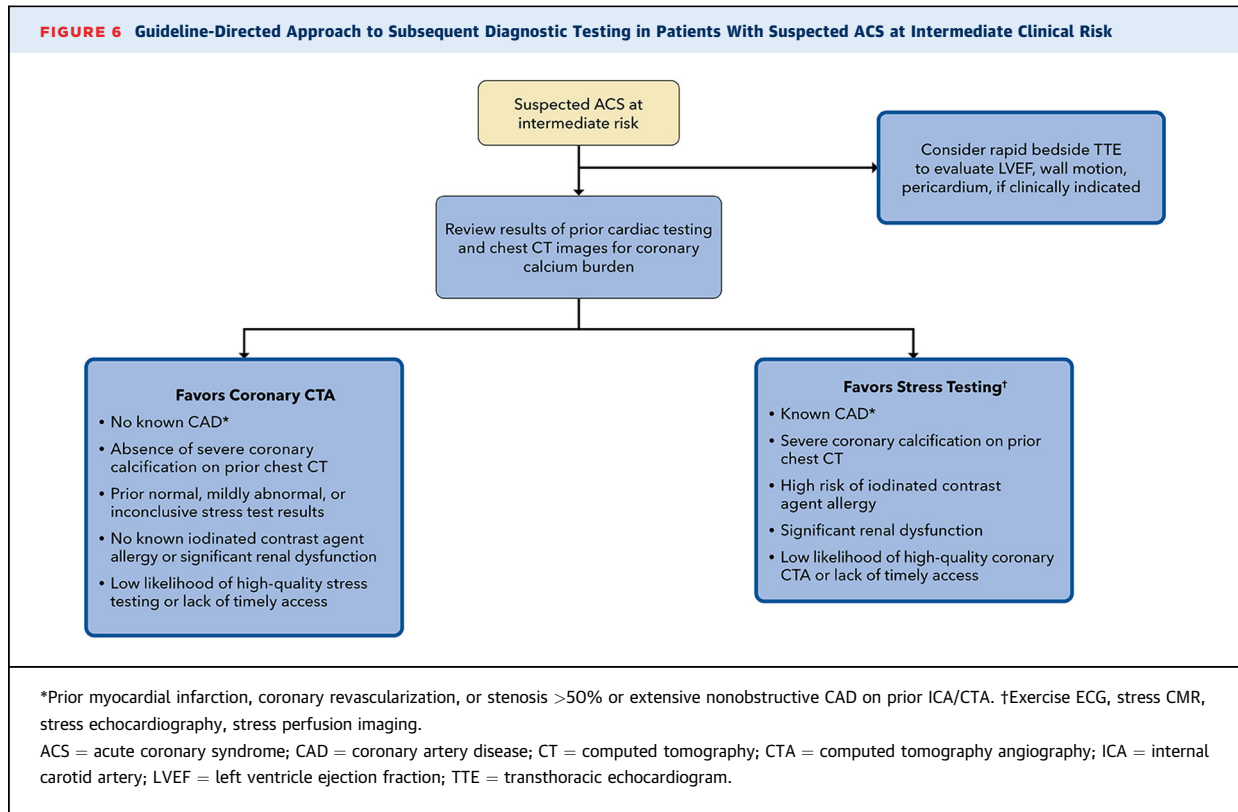 FIGURE 6 Guideline-Directed Approach to Subsequent Diagnostic Testing in Patients With Suspected ACS at Intermediate Clinical Risk
Suspected ACS at
intermediate risk
Consider rapid bedside TTE
to evaluate LVEF, wall motion,
pericardium, if clinically indicated
Review results of prior cardiac testing
and chest CT images for coronary
calcium burden
Favors Coronary CTA
• No known CAD*
• Absence of severe coronary
calcification on prior chest CT
• Prior normal, mildly abnormal, or
inconclusive stress test results
• No known iodinated contrast agent
allergy or significant renal dysfunction
• Low likelihood of high-quality stress
testing or lack of timely access
Favors Stress Testing†
• Known CAD*
• Severe coronary calcification on prior
chest CT
• High risk of iodinated contrast
agent allergy
• Significant renal dysfunction
• Low likelihood of high-quality coronary
CTA or lack of timely access
*Prior myocardial infarction, coronary revascularization, or stenosis >50% or extensive nonobstructive CAD on prior ICA/CTA. †Exercise ECG, stress CMR,
stress echocardiography, stress perfusion imaging.
ACS = acute coronary syndrome; CAD = coronary artery disease; CT = computed tomography; CTA = computed tomography angiography; ICA = internal
carotid artery; LVEF = left ventricle ejection fraction; TTE = transthoracic echocardiogram.